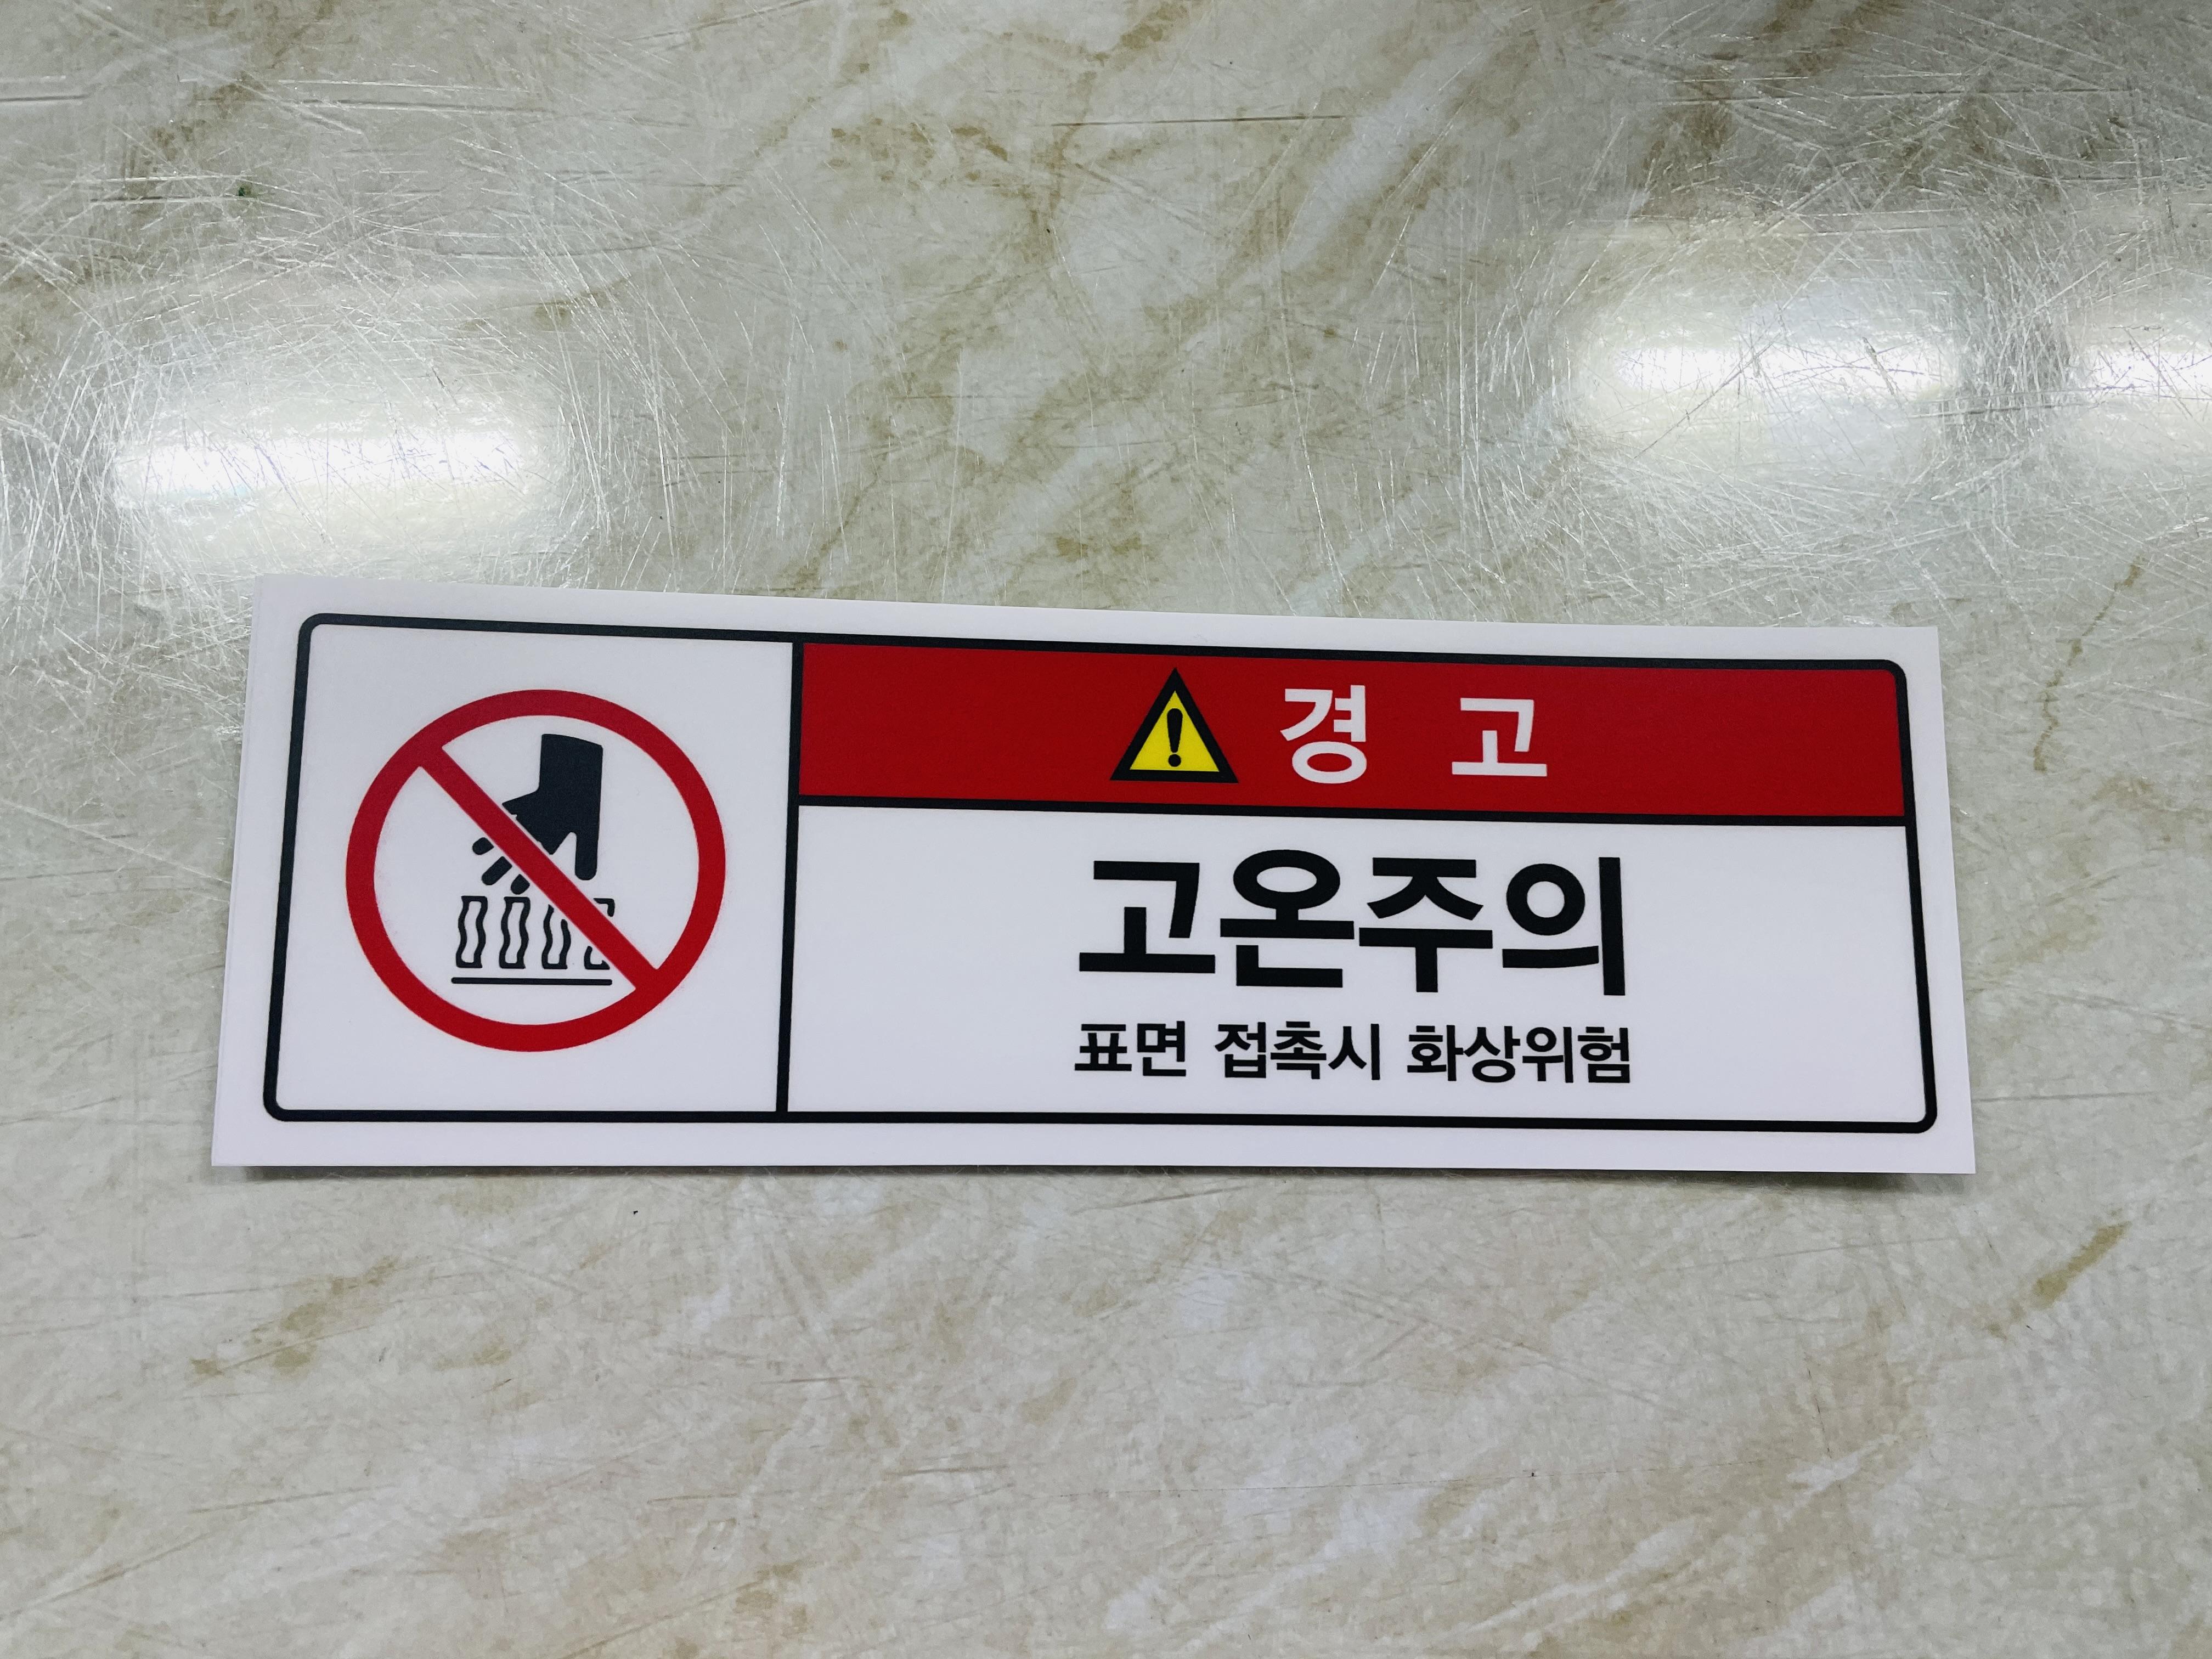 경 고
고온주의
표면 접촉시 화상위험